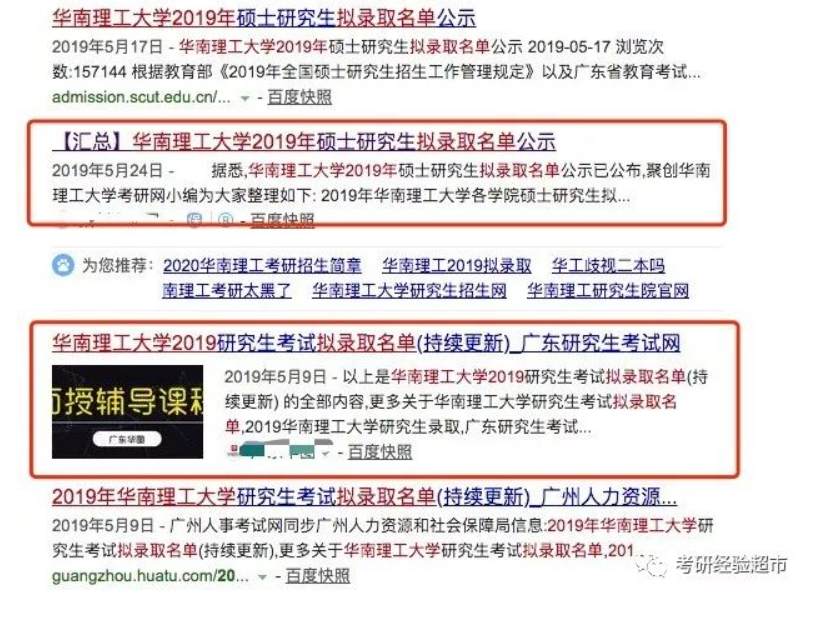 华南理工大学2019年硕士研究生拟录取名单公示
2019年5月17日 - 华南理工大学2019年硕士研究生拟录取名单公示 2019-05-17 浏览次
数:157144 根据教育部《2019年全国硕士研究生招生工作管理规定》以及广东省教育考试...
admission.scut.edu.cn/... - 百度快照
【汇总】华南理工大学2019年硕士研究生拟录取名单公示
2019年5月24日 - 据悉,华南理工大学2019年硕士研究生拟录取名单公示已公布,聚创华南
理工大学考研网小编为大家整理如下: 2019年华南理工大学各学院硕士研究生拟...
- 百度快照
为您推荐: 2020华南理工考研招生简章 华南理工2019拟录取 华工歧视二本吗
南理工考研太黑了 华南理工大学研究生招生网 华南理工研究生院官网
华南理工大学2019研究生考试拟录取名单(持续更新)_广东研究生考试网
面授辅导课程
广东华图
2019年5月9日 - 以上是华南理工大学2019研究生考试拟录取名单(持
续更新) 的全部内容,更多关于华南理工大学研究生考试拟录取名
单,2019华南理工大学研究生录取,广东研究生考试...
- 百度快照
2019年华南理工大学研究生考试拟录取名单(持续更新)_广州人力资源...
2019年5月9日 - 广州人事考试网同步广州人力资源和社会保障局信息:2019年华南理工大学研
究生考试拟录取名单(持续更新),更多关于华南理工大学研究生考试拟录取名单,201...
guangzhou.huatu.com/20... - 百度快照
考研经验超市